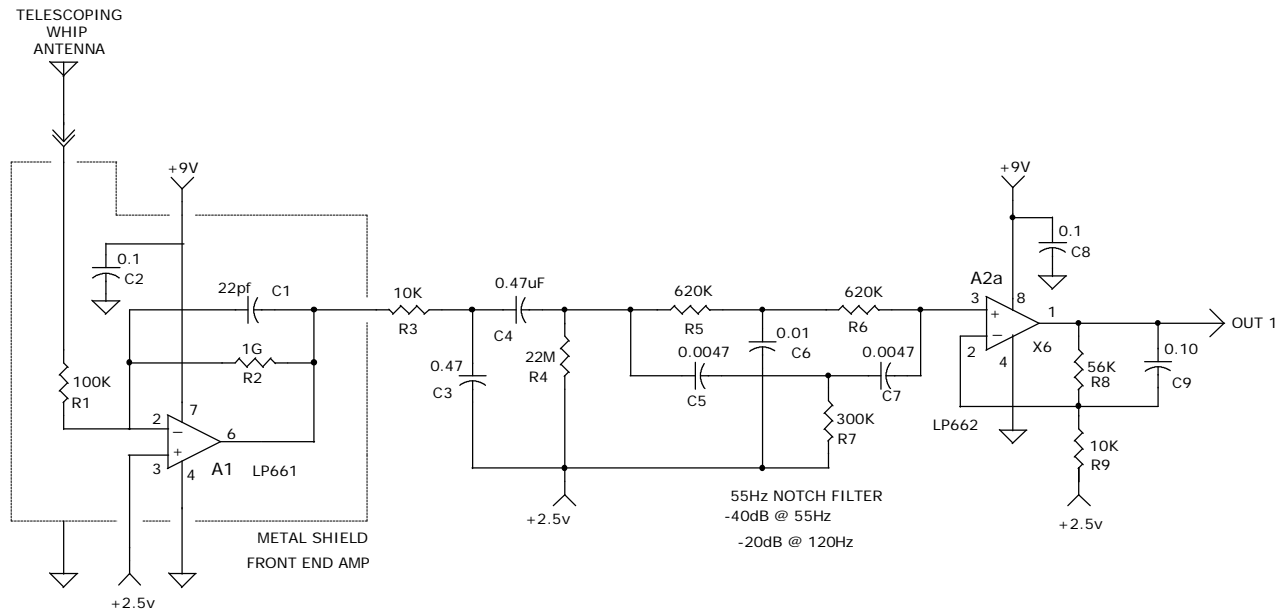 TELESCOPING
WHIP
ANTENNA
+9V
0.1
C2
22pf
C1
1G
R2
100K
R1
7
2
−
6
+
3
4
A1
LP661
+2.5v
METAL SHIELD
FRONT END AMP
10K
R3
0.47uF
C4
0.47
C3
22M
R4
+2.5v
620K
R5
620K
R6
0.01
C6
0.0047
C5
0.0047
C7
300K
R7
55Hz NOTCH FILTER
-40dB @ 55Hz
-20dB @ 120Hz
+9V
0.1
C8
A2a
3
8
+
1
−
2
4
X6
LP662
OUT 1
56K
R8
0.10
C9
10K
R9
+2.5v